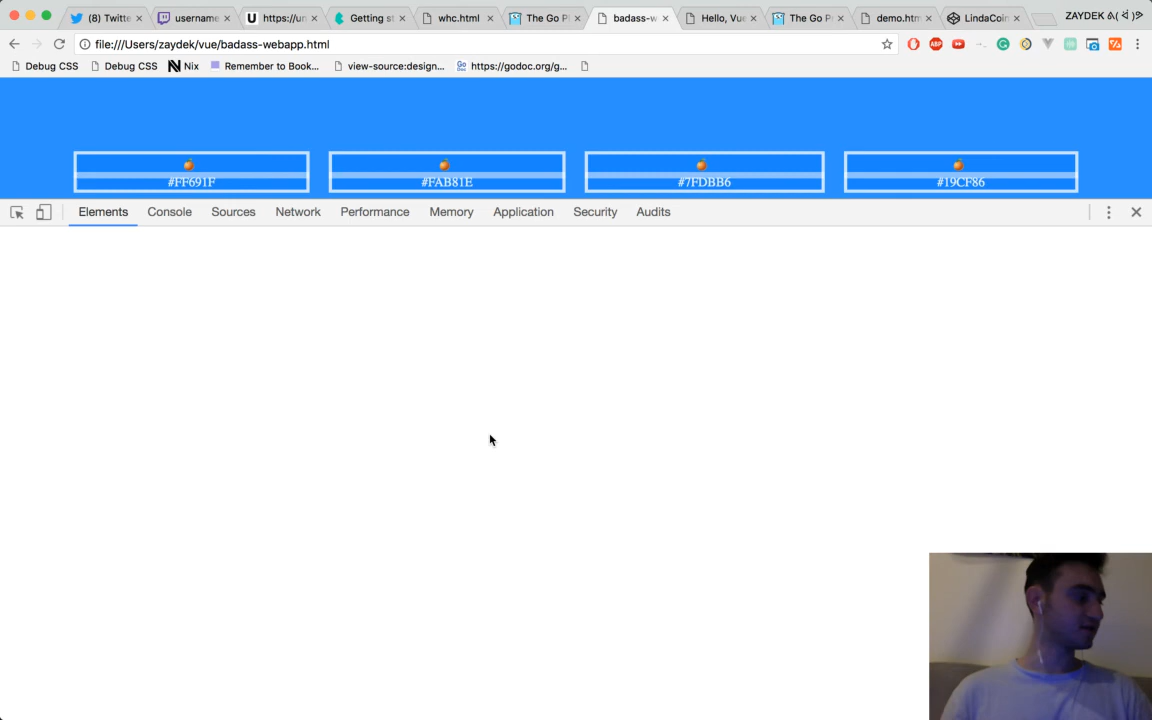 (8) Twitte
username
https://un
Getting st
whc.html
The Go P
badass-w
Hello, Vue
The Go P
demo.htm
LindaCoin
ZAYDEK
file:///Users/zaydek/vue/badass-webapp.html
ABP
Debug CSS
Debug CSS
Nix
Remember to Book...
view-source:design...
https://godoc.org/g...
#FF691F
#FAB81E
#7FDBB6
#19CF86
Elements Console Sources Network Performance Memory Application Security Audits